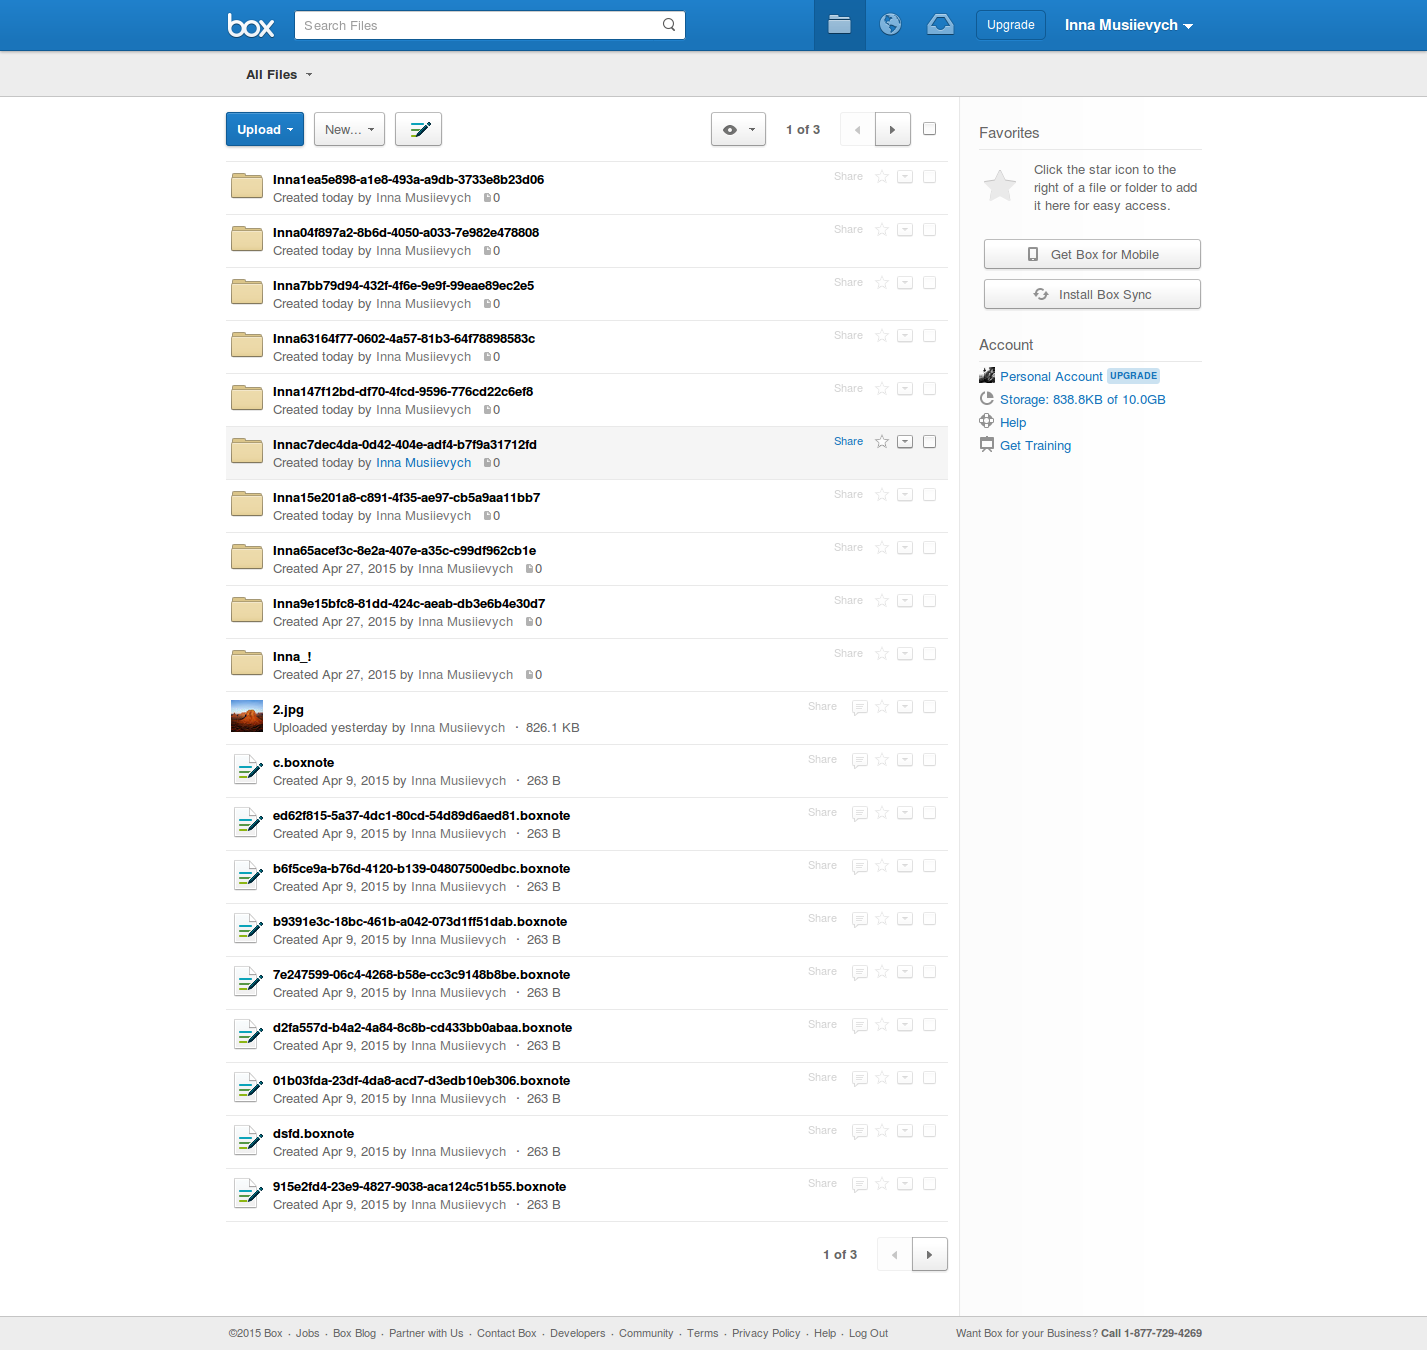 box
Search Files
Upgrade
Inna Musiievych
All Files
Upload
New...
1 of 3
Inna1ea5e898-a1e8-493a-a9db-3733e8b23d06
Share
Created today by Inna Musiievych 0
Inna04f897a2-8b6d-4050-a033-7e982e478808
Share
Created today by Inna Musiievych 0
Inna7bb79d94-432f-4f6e-9e9f-99eae89ec2e5
Share
Created today by Inna Musiievych 0
Inna63164f77-0602-4a57-81b3-64f78898583c
Share
Created today by Inna Musiievych 0
Inna147f12bd-df70-4fcd-9596-776cd22c6ef8
Share
Created today by Inna Musiievych 0
Innac7dec4da-0d42-404e-adf4-b7f9a31712fd
Share
Created today by Inna Musiievych 0
Inna15e201a8-c891-4f35-ae97-cb5a9aa11bb7
Share
Created today by Inna Musiievych 0
Inna65acef3c-8e2a-407e-a35c-c99df962cb1e
Share
Created Apr 27, 2015 by Inna Musiievych 0
Inna9e15bfc8-81dd-424c-aeab-db3e6b4e30d7
Share
Created Apr 27, 2015 by Inna Musiievych 0
Inna_!
Share
Created Apr 27, 2015 by Inna Musiievych 0
2.jpg
Share
Uploaded yesterday by Inna Musiievych · 826.1 KB
c.boxnote
Share
Created Apr 9, 2015 by Inna Musiievych · 263 B
ed62f815-5a37-4dc1-80cd-54d89d6aed81.boxnote
Share
Created Apr 9, 2015 by Inna Musiievych · 263 B
b6f5ce9a-b76d-4120-b139-04807500edbc.boxnote
Share
Created Apr 9, 2015 by Inna Musiievych · 263 B
b9391e3c-18bc-461b-a042-073d1ff51dab.boxnote
Share
Created Apr 9, 2015 by Inna Musiievych · 263 B
7e247599-06c4-4268-b58e-cc3c9148b8be.boxnote
Share
Created Apr 9, 2015 by Inna Musiievych · 263 B
d2fa557d-b4a2-4a84-8c8b-cd433bb0abaa.boxnote
Share
Created Apr 9, 2015 by Inna Musiievych · 263 B
01b03fda-23df-4da8-acd7-d3edb10eb306.boxnote
Share
Created Apr 9, 2015 by Inna Musiievych · 263 B
dsfd.boxnote
Share
Created Apr 9, 2015 by Inna Musiievych · 263 B
915e2fd4-23e9-4827-9038-aca124c51b55.boxnote
Share
Created Apr 9, 2015 by Inna Musiievych · 263 B
1 of 3
Favorites
Click the star icon to the
right of a file or folder to add
it here for easy access.
Get Box for Mobile
Install Box Sync
Account
Personal Account UPGRADE
Storage: 838.8KB of 10.0GB
Help
Get Training
©2015 Box · Jobs · Box Blog · Partner with Us · Contact Box · Developers · Community · Terms · Privacy Policy · Help · Log Out
Want Box for your Business? Call 1-877-729-4269